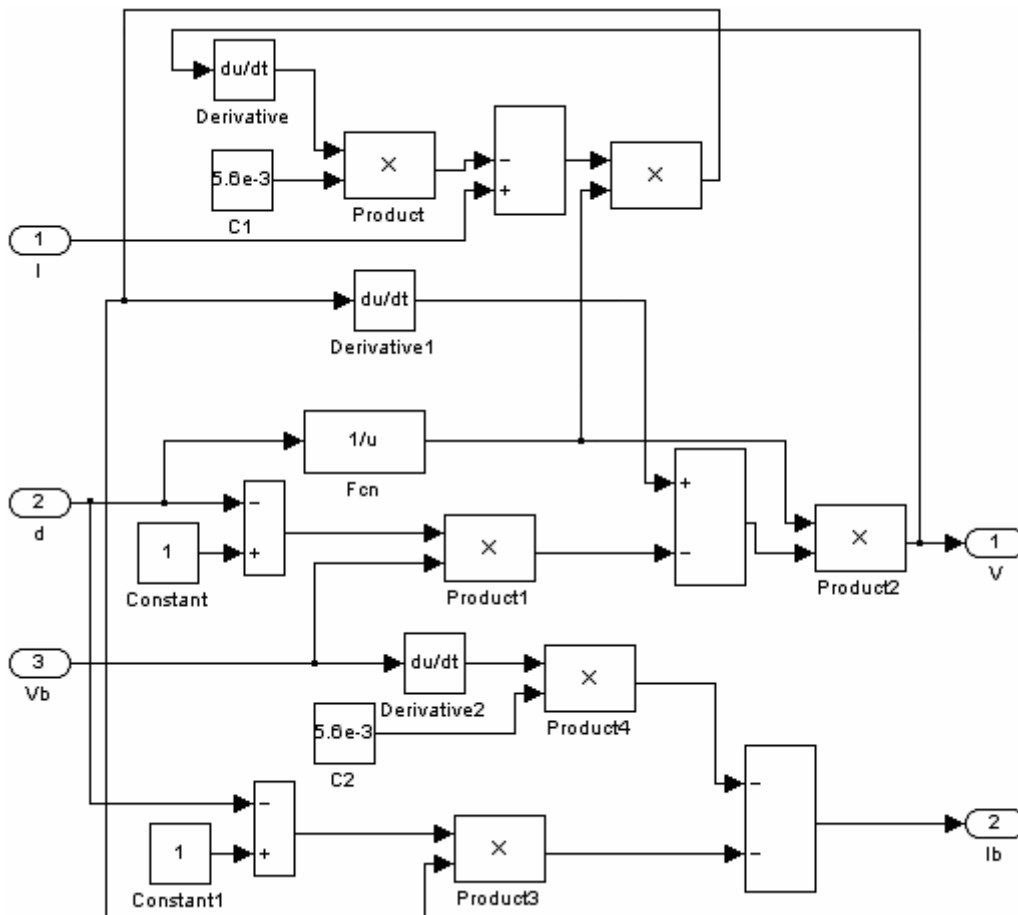 du/dt
Derivative
5.6e-3
C1
×
Product
−
+
×
1
I
du/dt
Derivative1
1/u
Fcn
2
d
−
+
1
Constant
×
Product1
+
−
×
Product2
1
V
3
Vb
du/dt
Derivative2
5.6e-3
C2
×
Product4
−
+
1
Constant1
×
Product3
−
−
2
Ib